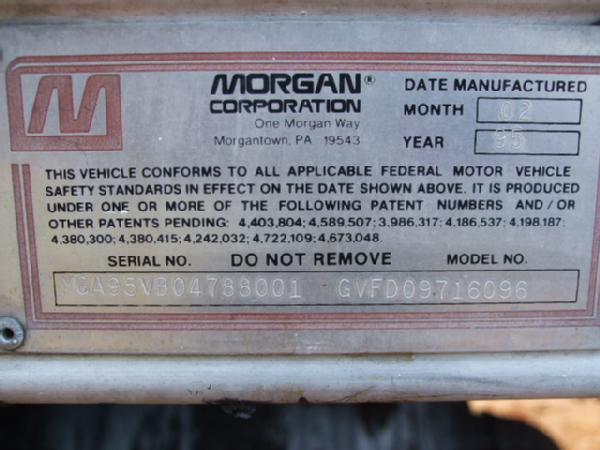 M
MORGAN®
CORPORATION
One Morgan Way
Morgantown, PA 19543
DATE MANUFACTURED
MONTH 02
YEAR 95
THIS VEHICLE CONFORMS TO ALL APPLICABLE FEDERAL MOTOR VEHICLE
SAFETY STANDARDS IN EFFECT ON THE DATE SHOWN ABOVE. IT IS PRODUCED
UNDER ONE OR MORE OF THE FOLLOWING PATENT NUMBERS AND/OR
OTHER PATENTS PENDING: 4,403,804; 4,589,507; 3,986,317; 4,186,537; 4,198,187;
4,380,300; 4,380,415; 4,242,032; 4,722,109; 4,673,048.
SERIAL NO. DO NOT REMOVE MODEL NO.
MGA95VB04788001 GVFD09716096